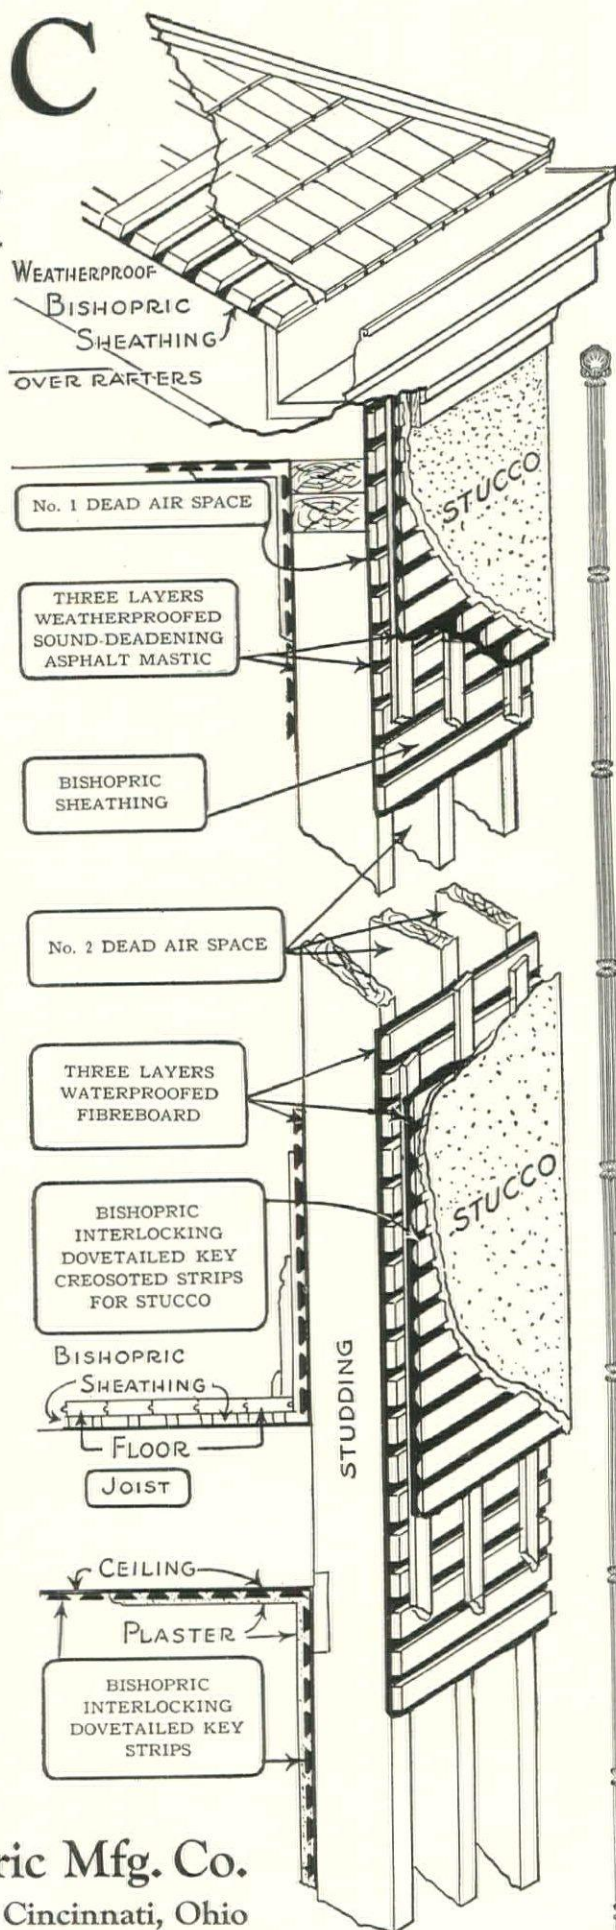 C
WEATHERPROOF
BISHOPRIC
SHEATHING
OVER RAFTERS
STUCCO
No. 1 DEAD AIR SPACE
THREE LAYERS
WEATHERPROOFED
SOUND-DEADENING
ASPHALT MASTIC
BISHOPRIC
SHEATHING
No. 2 DEAD AIR SPACE
THREE LAYERS
WATERPROOFED
FIBREBOARD
STUCCO
BISHOPRIC
INTERLOCKING
DOVETAILED KEY
CREOSOTED STRIPS
FOR STUCCO
STUDDING
BISHOPRIC
SHEATHING
FLOOR
JOIST
CEILING
PLASTER
BISHOPRIC
INTERLOCKING
DOVETAILED KEY
STRIPS
ric Mfg. Co.
Cincinnati, Ohio